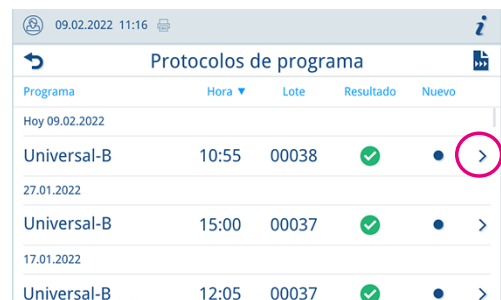 09.02.2022 11:16 i
Protocolos de programa
Programa Hora ▼ Lote Resultado Nuevo
Hoy 09.02.2022
Universal-B 10:55 00038
27.01.2022
Universal-B 15:00 00037
17.01.2022
Universal-B 12:05 00037